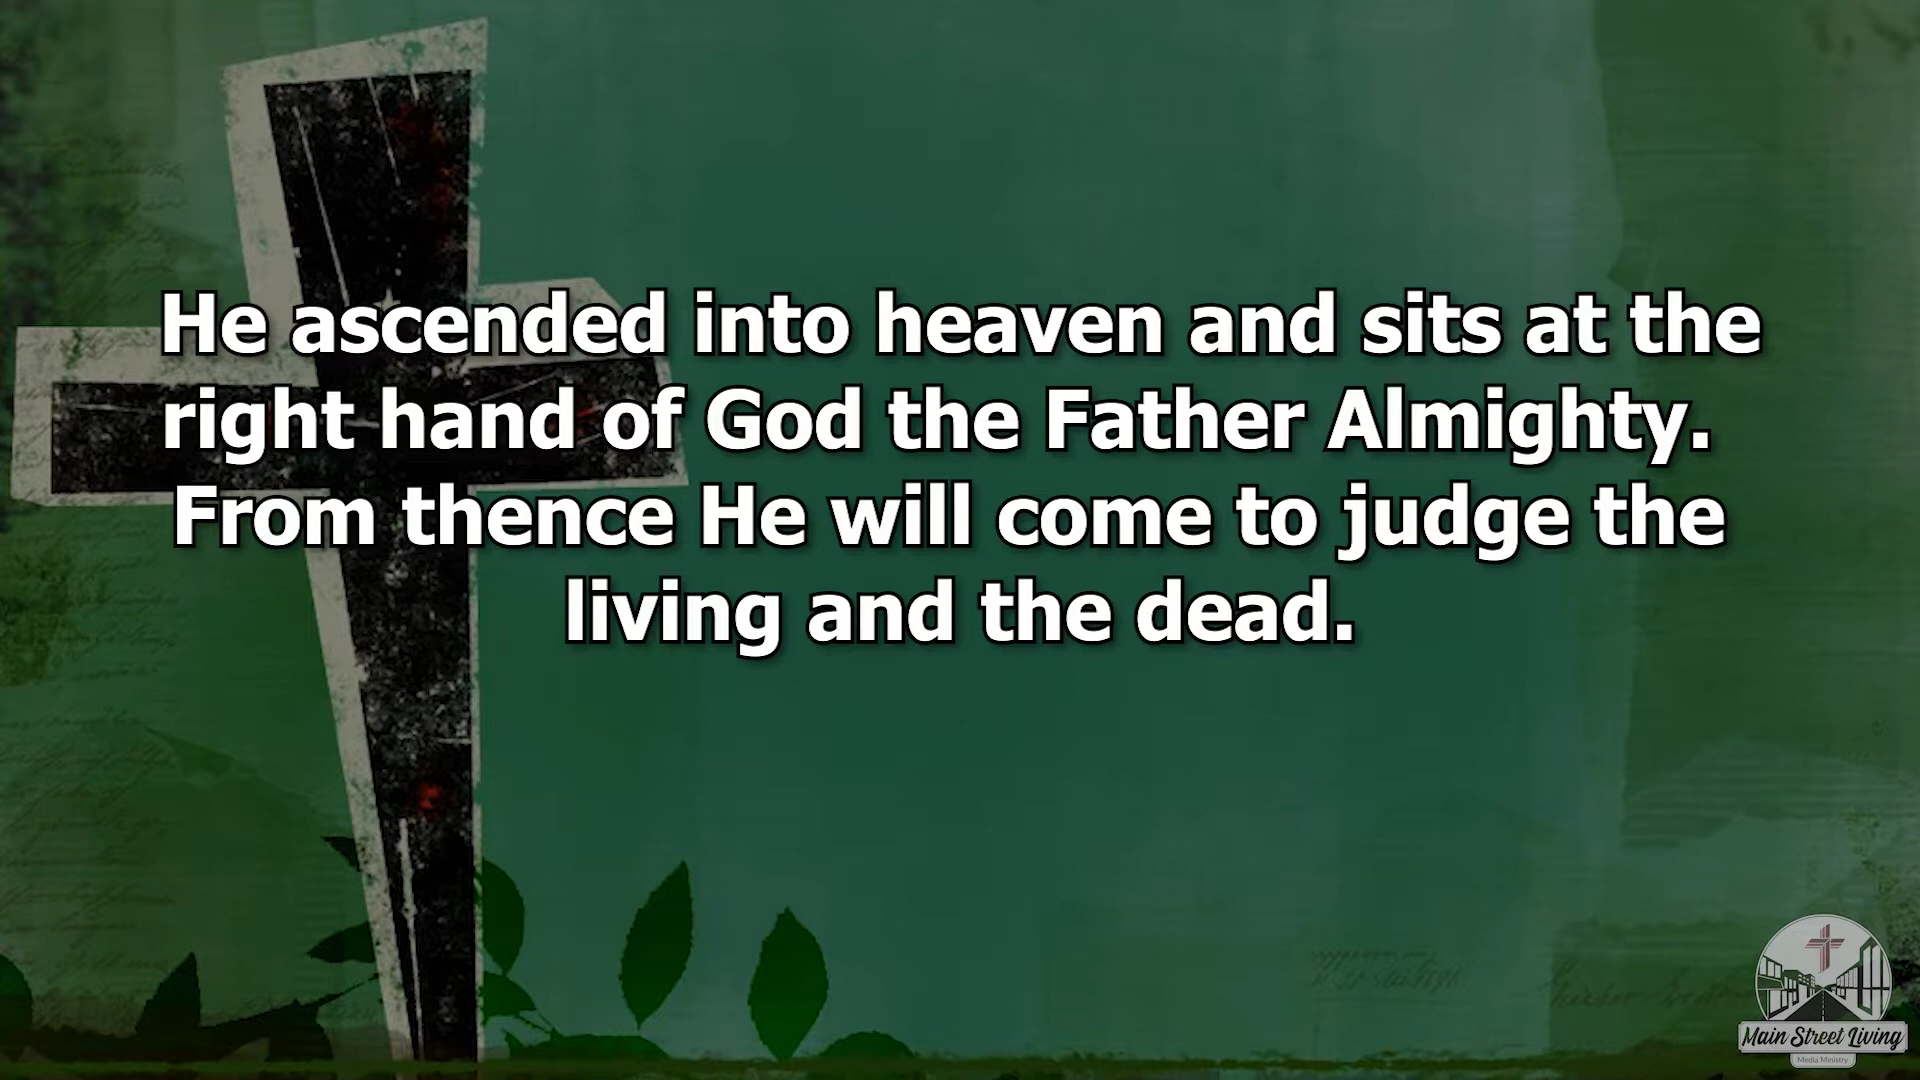 He ascended into heaven and sits at the
right hand of God the Father Almighty.
From thence He will come to judge the
living and the dead.
Main Street Living
Media Ministry